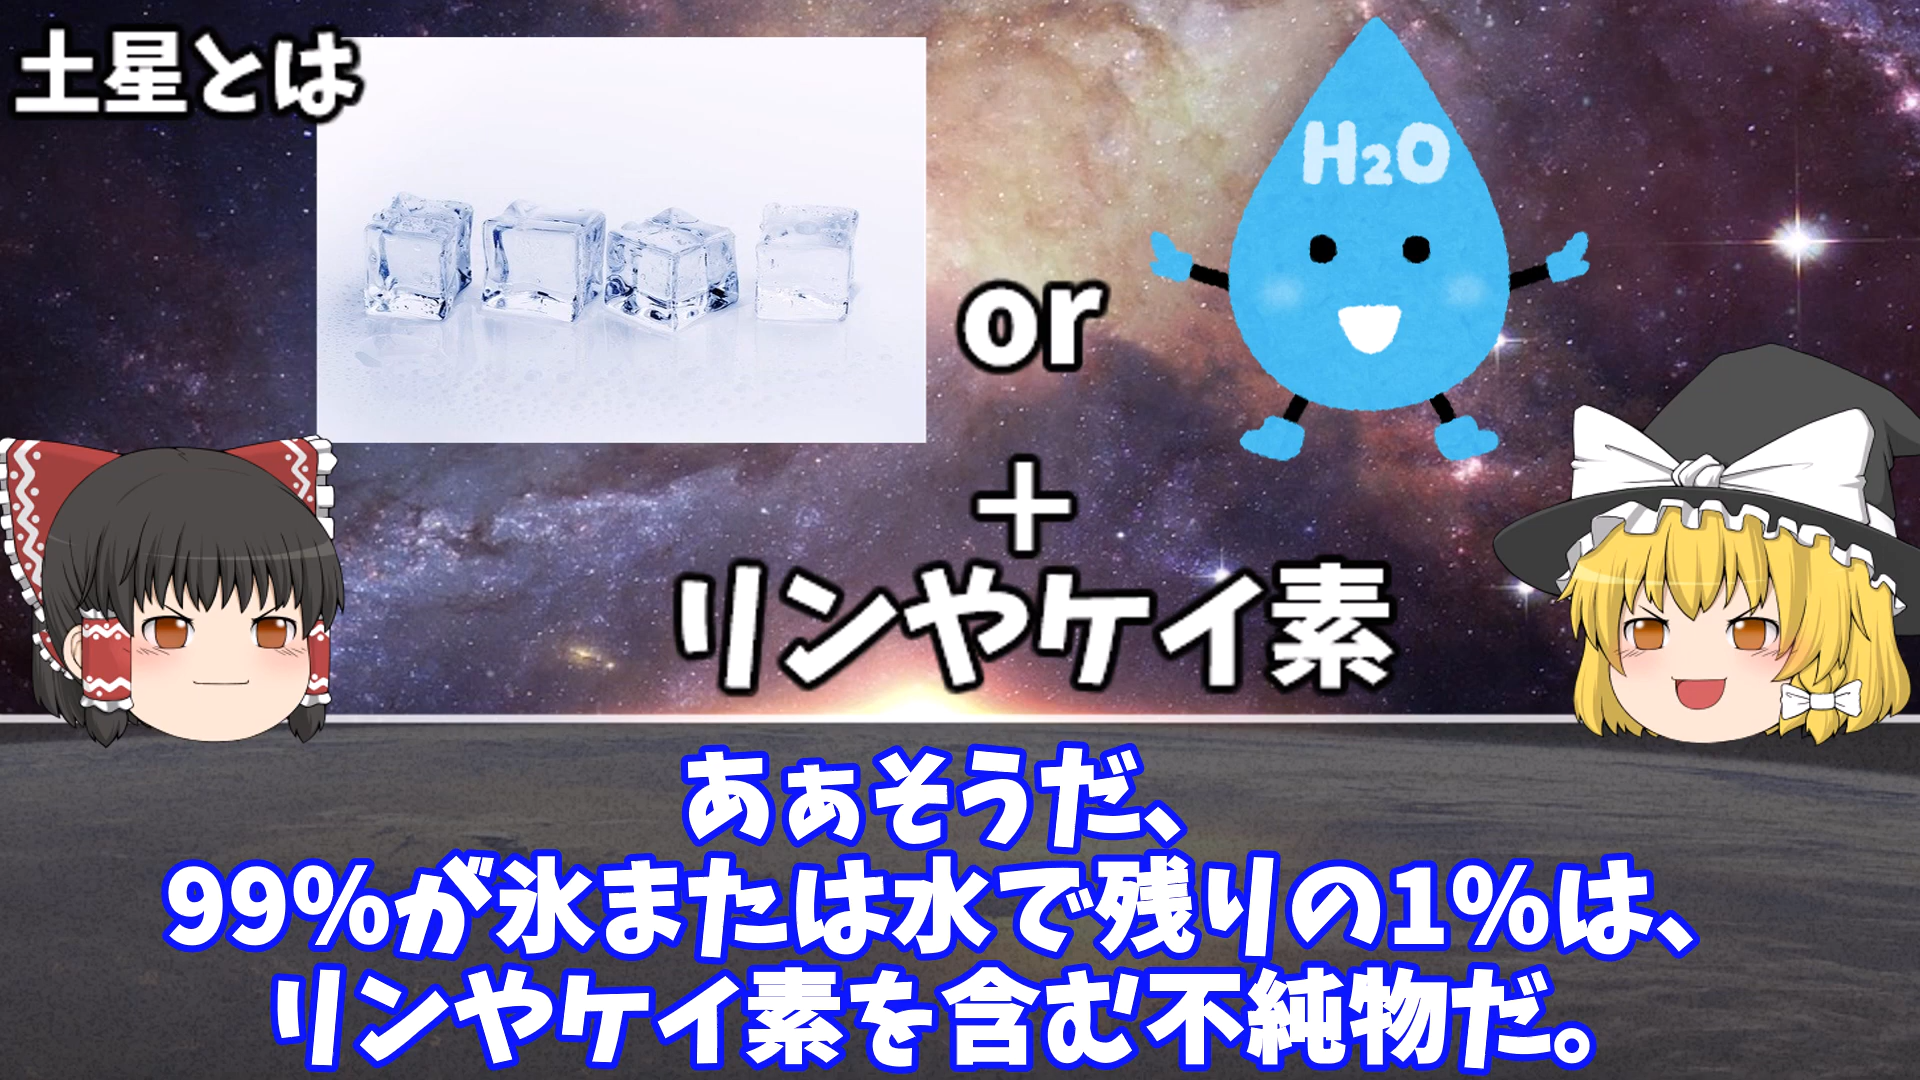 土星とは
H₂O
or
＋
リンやケイ素
あぁそうだ、
99%が氷または水で残りの1%は、
リンやケイ素を含む不純物だ。